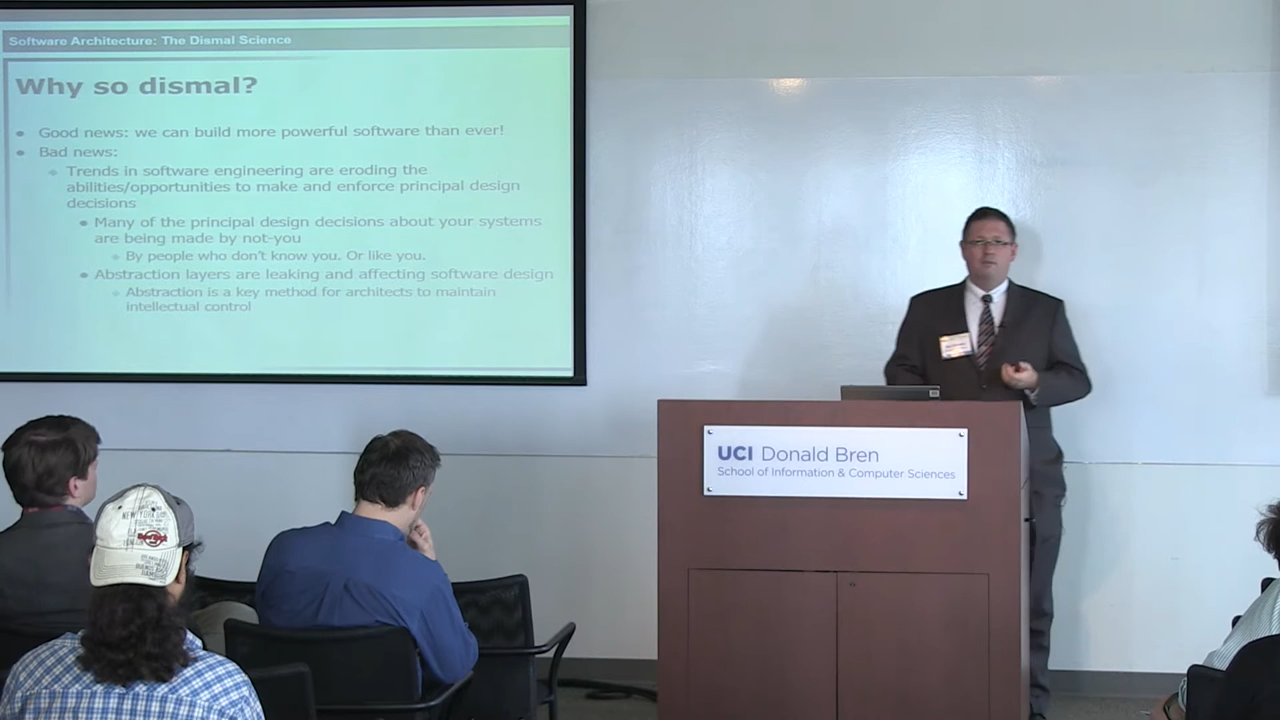 Software Architecture: The Dismal Science
Why so dismal?
Good news: we can build more powerful software than ever!
Bad news:
Trends in software engineering are eroding the
abilities/opportunities to make and enforce principal design
decisions
Many of the principal design decisions about your systems
are being made by not-you
By people who don't know you. Or like you.
Abstraction layers are leaking and affecting software design
Abstraction is a key method for architects to maintain
intellectual control
UCI Donald Bren
School of Information & Computer Sciences
NEW YORK
Hard Rock